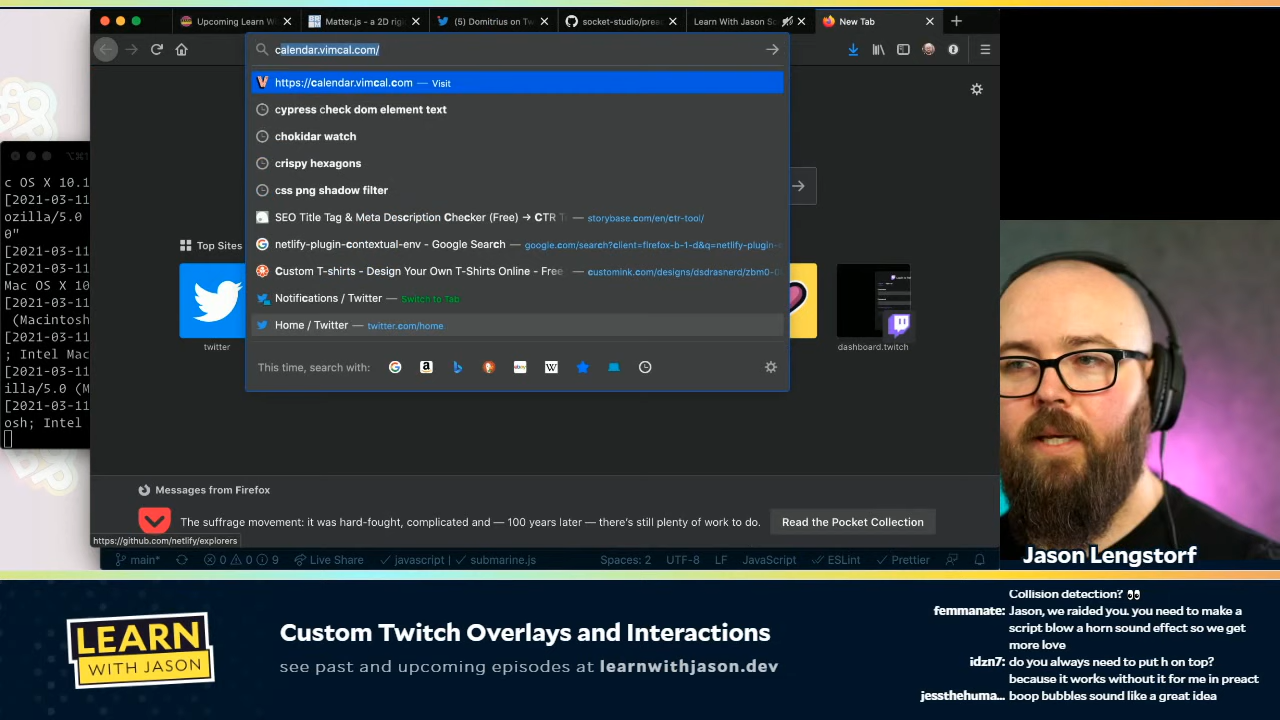 Upcoming Learn Wi
Matter.js - a 2D rig
(5) Domitrius on Tw
socket-studio/preac
Learn With Jason Sc
New Tab
calendar.vimcal.com/
https://calendar.vimcal.com — Visit
cypress check dom element text
chokidar watch
crispy hexagons
css png shadow filter
SEO Title Tag & Meta Description Checker (Free) → CTR T — storybase.com/en/ctr-tool/
netlify-plugin-contextual-env - Google Search — google.com/search?client=firefox-b-1-d&q=netlify-plugin-c
Custom T-shirts - Design Your Own T-Shirts Online - Free — customink.com/designs/dsdrasnerd/zbm0-0
Notifications / Twitter — Switch to Tab
Home / Twitter — twitter.com/home
This time, search with:
Top Sites
twitter
dashboard.twitch
Messages from Firefox
The suffrage movement: it was hard-fought, complicated and — 100 years later — there's still plenty of work to do.
Read the Pocket Collection
https://github.com/netlify/explorers
c OS X 10.1
[2021-03-11
ozilla/5.0
0"
[2021-03-11
[2021-03-11
Mac OS X 10
[2021-03-11
(Macintosh
[2021-03-11
; Intel Mac
[2021-03-11
illa/5.0 (M
[2021-03-11
osh; Intel
main*
0 0 9
Live Share
javascript
submarine.js
Spaces: 2
UTF-8
LF
JavaScript
ESLint
Prettier
Jason Lengstorf
LEARN
WITH JASON
Custom Twitch Overlays and Interactions
see past and upcoming episodes at learnwithjason.dev
Collision detection? 👀
femmanate: Jason, we raided you. you need to make a
script blow a horn sound effect so we get
more love
idzn7: do you always need to put h on top?
because it works without it for me in preact
jessthehuma... boop bubbles sound like a great idea